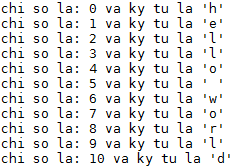 chi so la: 0 va ky tu la 'h'
chi so la: 1 va ky tu la 'e'
chi so la: 2 va ky tu la 'l'
chi so la: 3 va ky tu la 'l'
chi so la: 4 va ky tu la 'o'
chi so la: 5 va ky tu la ' '
chi so la: 6 va ky tu la 'w'
chi so la: 7 va ky tu la 'o'
chi so la: 8 va ky tu la 'r'
chi so la: 9 va ky tu la 'l'
chi so la: 10 va ky tu la 'd'